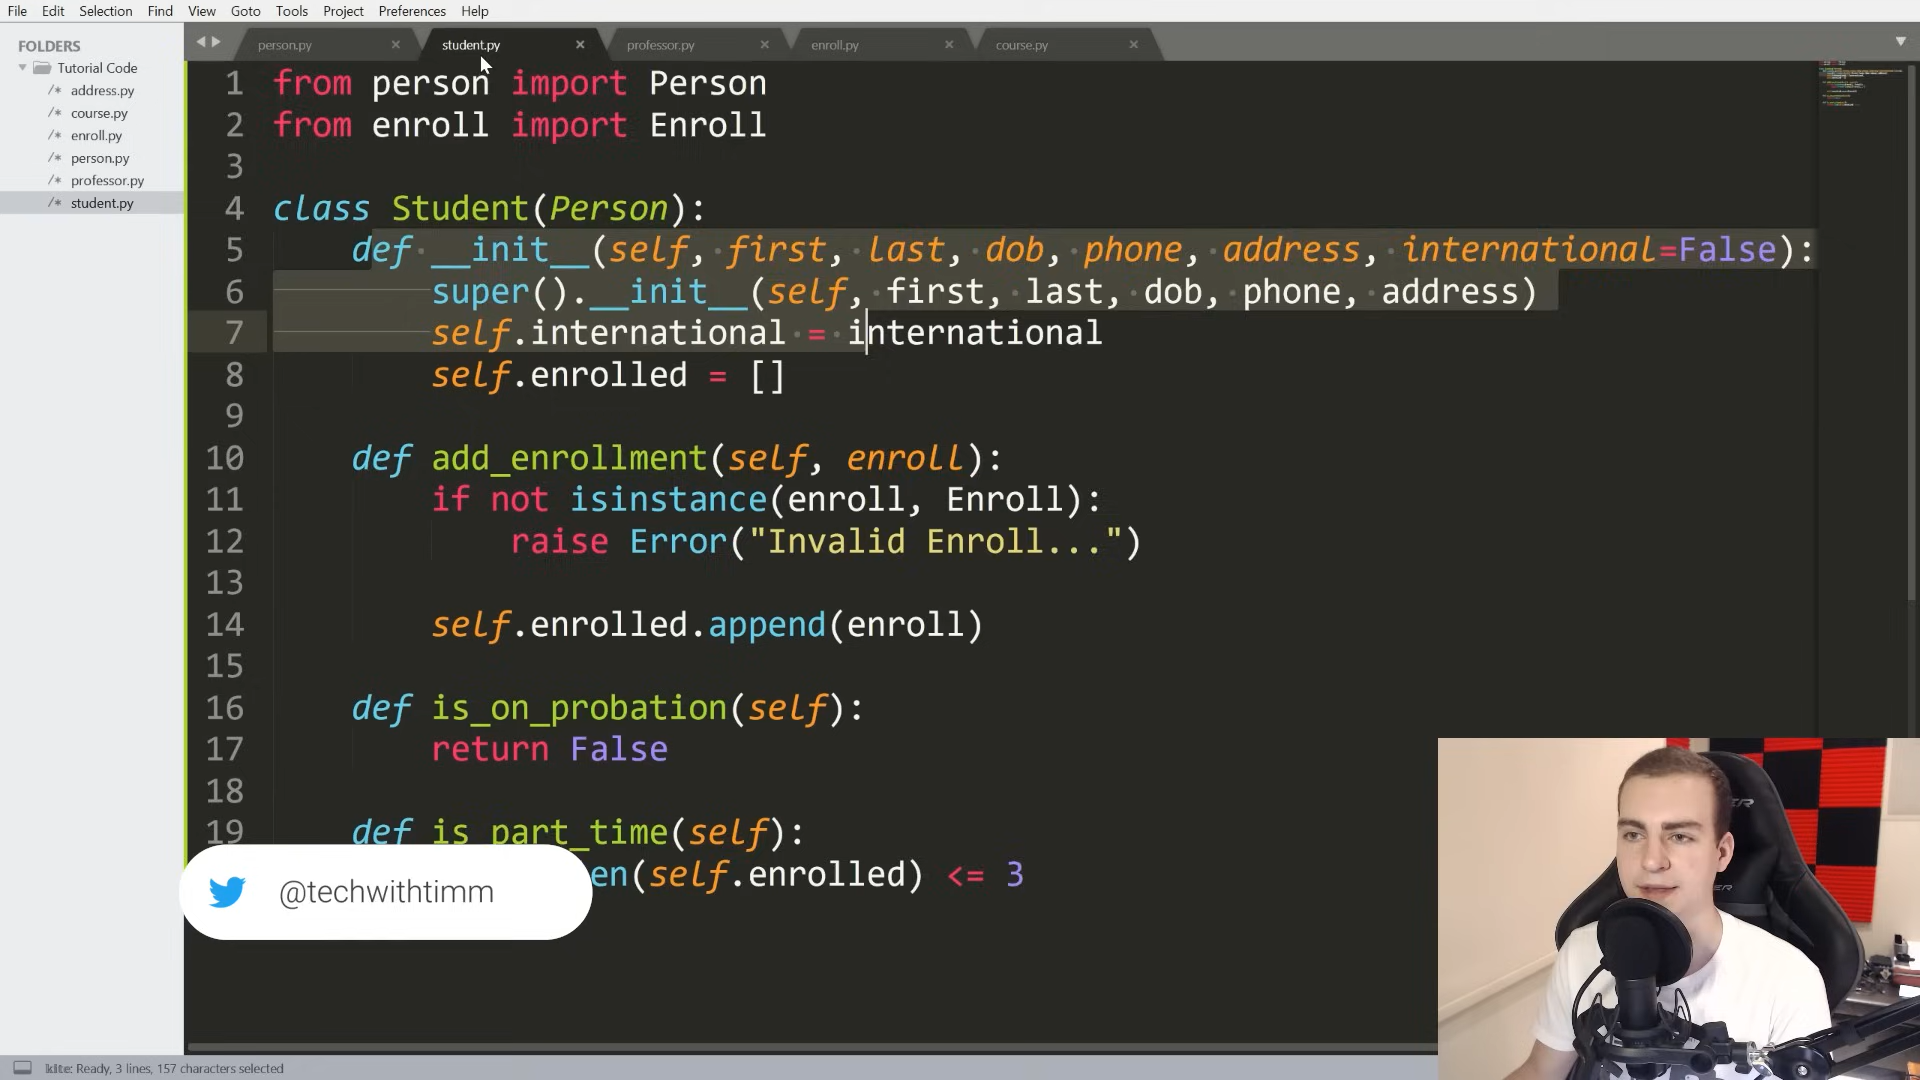 File Edit Selection Find View Goto Tools Project Preferences Help
FOLDERS
Tutorial Code
/* address.py
/* course.py
/* enroll.py
/* person.py
/* professor.py
/* student.py
person.py × student.py × professor.py × enroll.py × course.py ×
1 from person import Person
2 from enroll import Enroll
3
4 class Student(Person):
5 def __init__(self, first, last, dob, phone, address, international=False):
6 super().__init__(self, first, last, dob, phone, address)
7 self.international = international
8 self.enrolled = []
9
10 def add_enrollment(self, enroll):
11 if not isinstance(enroll, Enroll):
12 raise Error("Invalid Enroll...")
13
14 self.enrolled.append(enroll)
15
16 def is_on_probation(self):
17 return False
18
19 def is_part_time(self):
en(self.enrolled) <= 3
@techwithtimm
kite: Ready, 3 lines, 157 characters selected